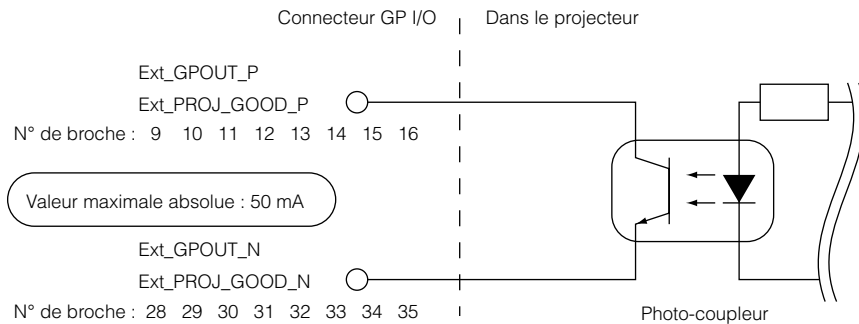 Connecteur GP I/O
Dans le projecteur
Ext_GPOUT_P
Ext_PROJ_GOOD_P
N° de broche : 9 10 11 12 13 14 15 16
Valeur maximale absolue : 50 mA
Ext_GPOUT_N
Ext_PROJ_GOOD_N
N° de broche : 28 29 30 31 32 33 34 35
Photo-coupleur